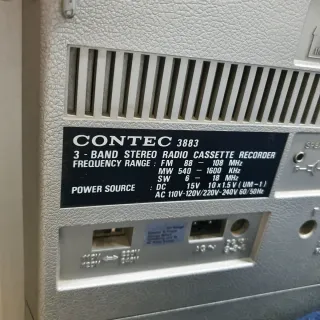 CONTEC 3883
3 - BAND STEREO RADIO CASSETTE RECORDER
FREQUENCY RANGE : FM 88 - 108 MHz
MW 540 - 1600 KHz
SW 6 - 18 MHz
POWER SOURCE : DC 15V 10 x 1.5 V (UM-1)
AC 110V-120V/220V-240V 60/50Hz